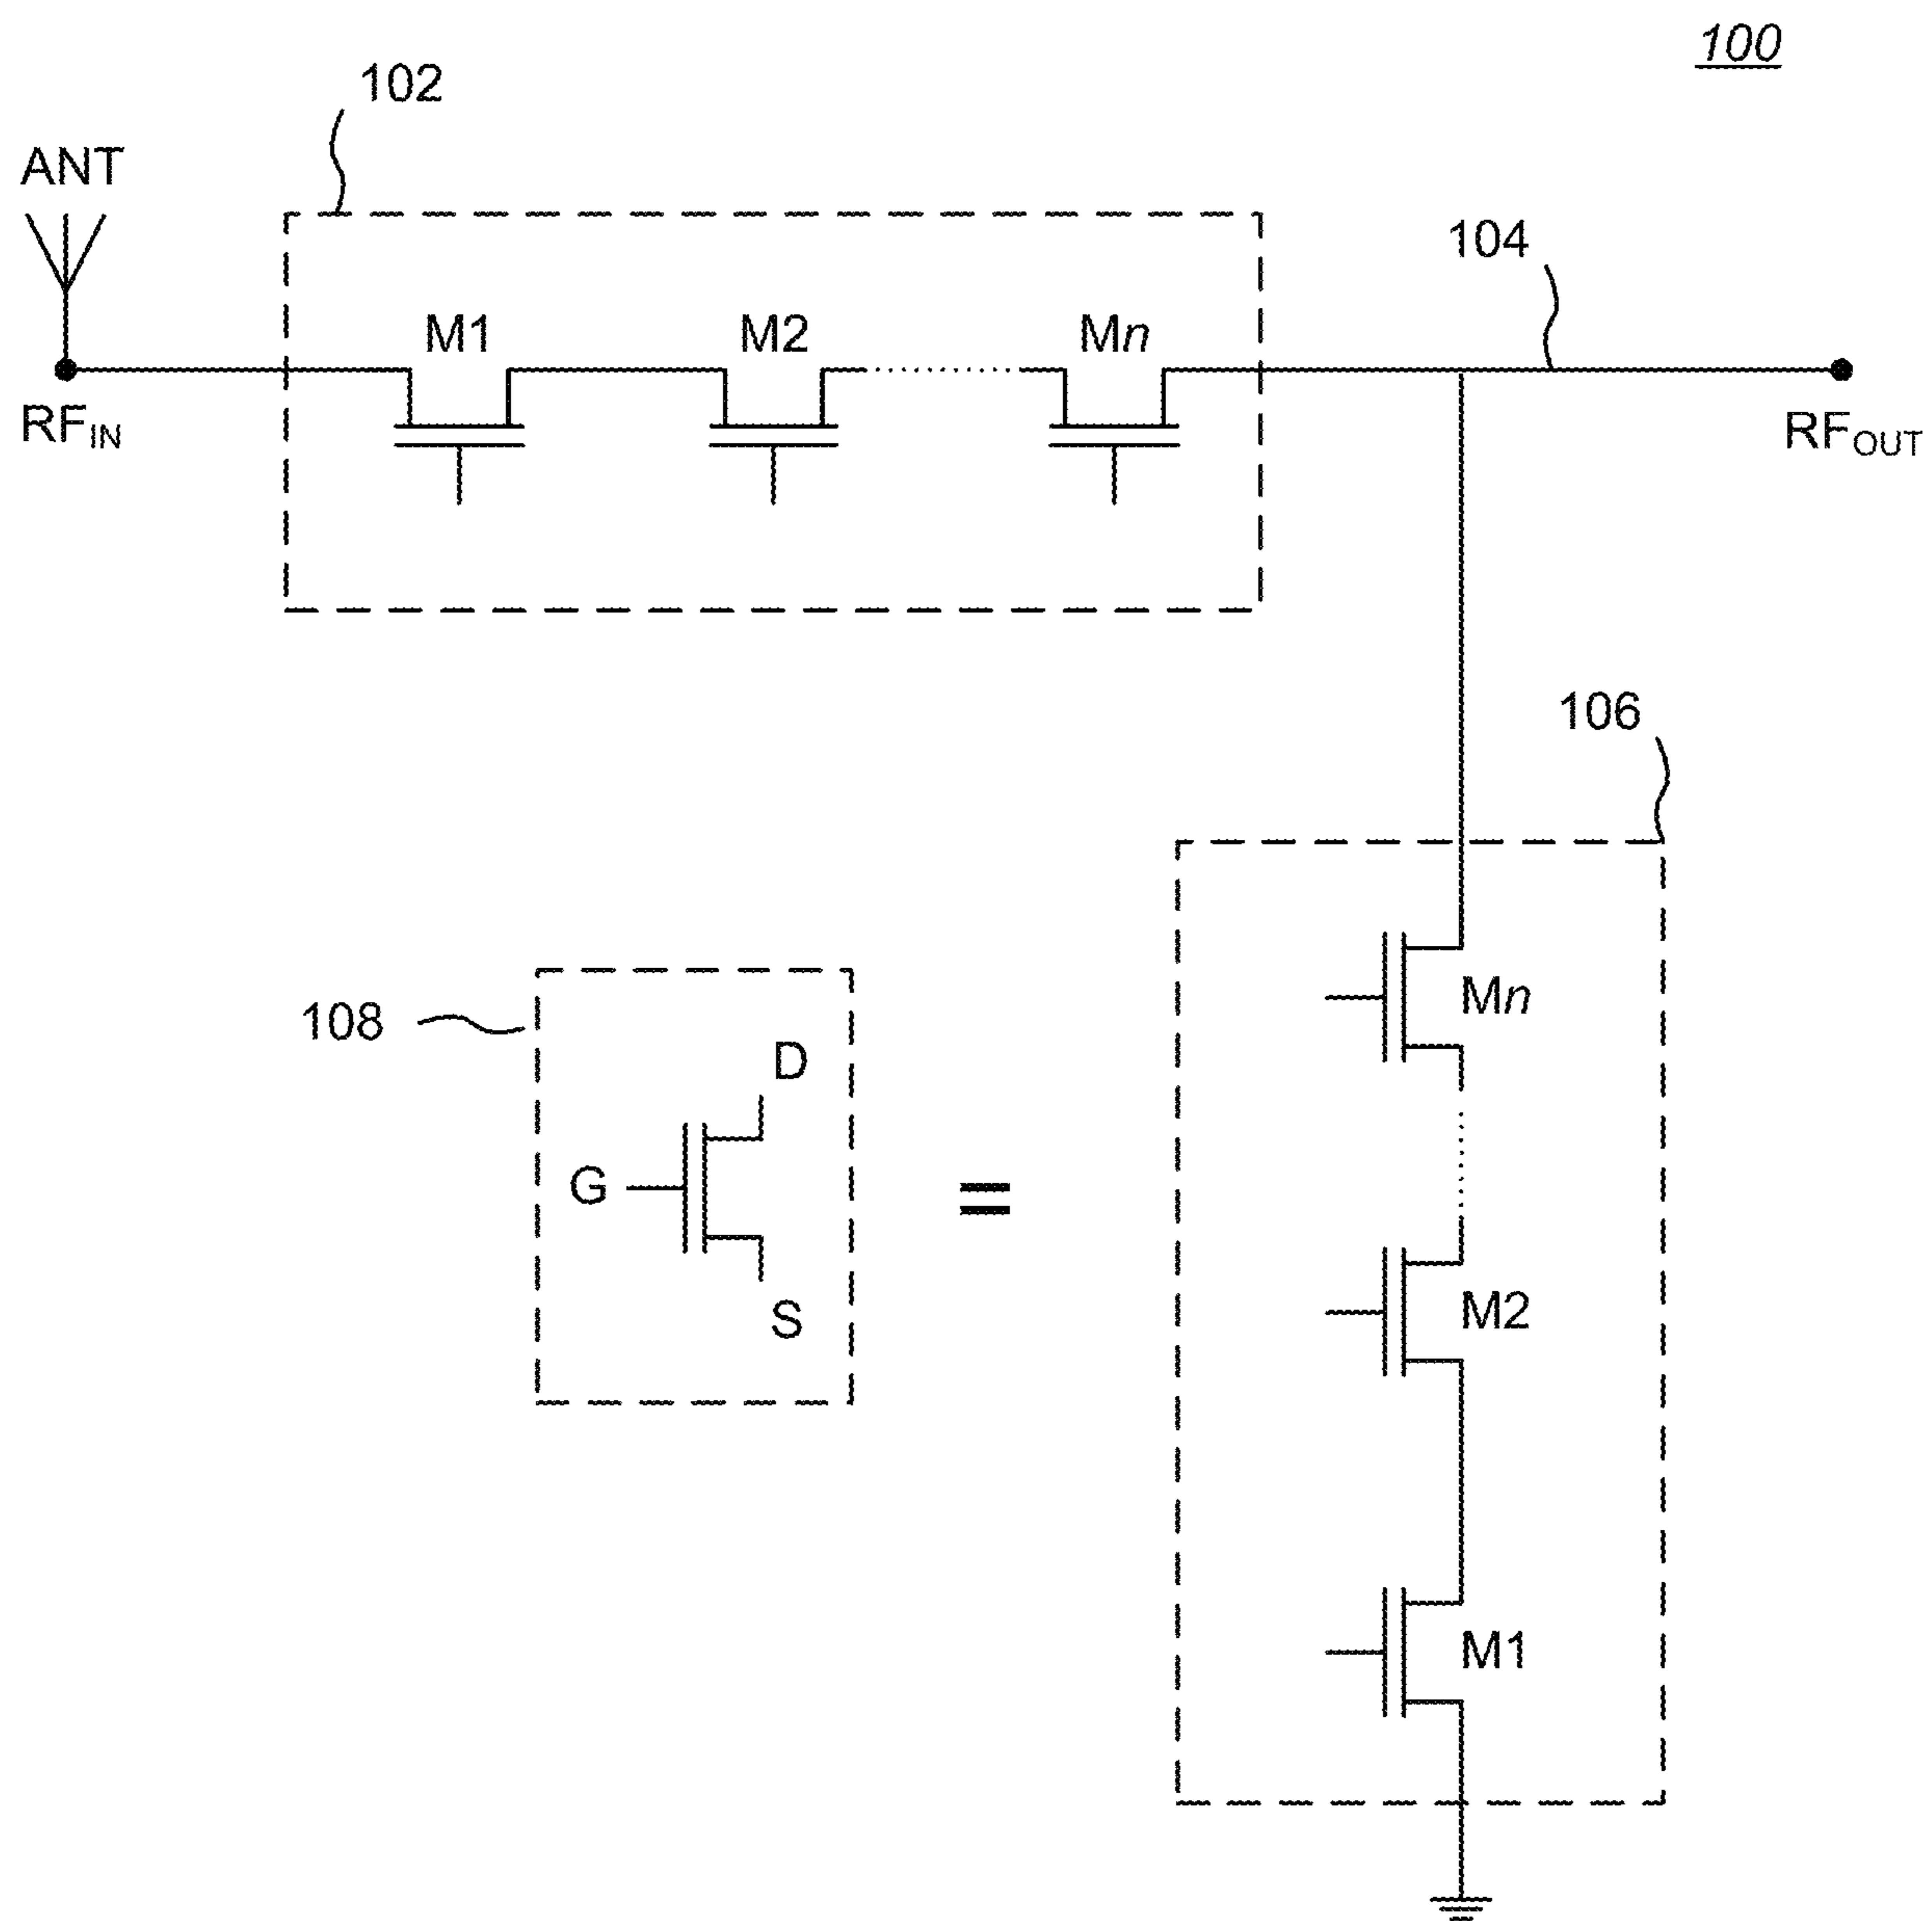 100
102
ANT
104
M1 M2 Mn
RFIN
RFOUT
106
Mn
108
D
G
=
S
M2
M1